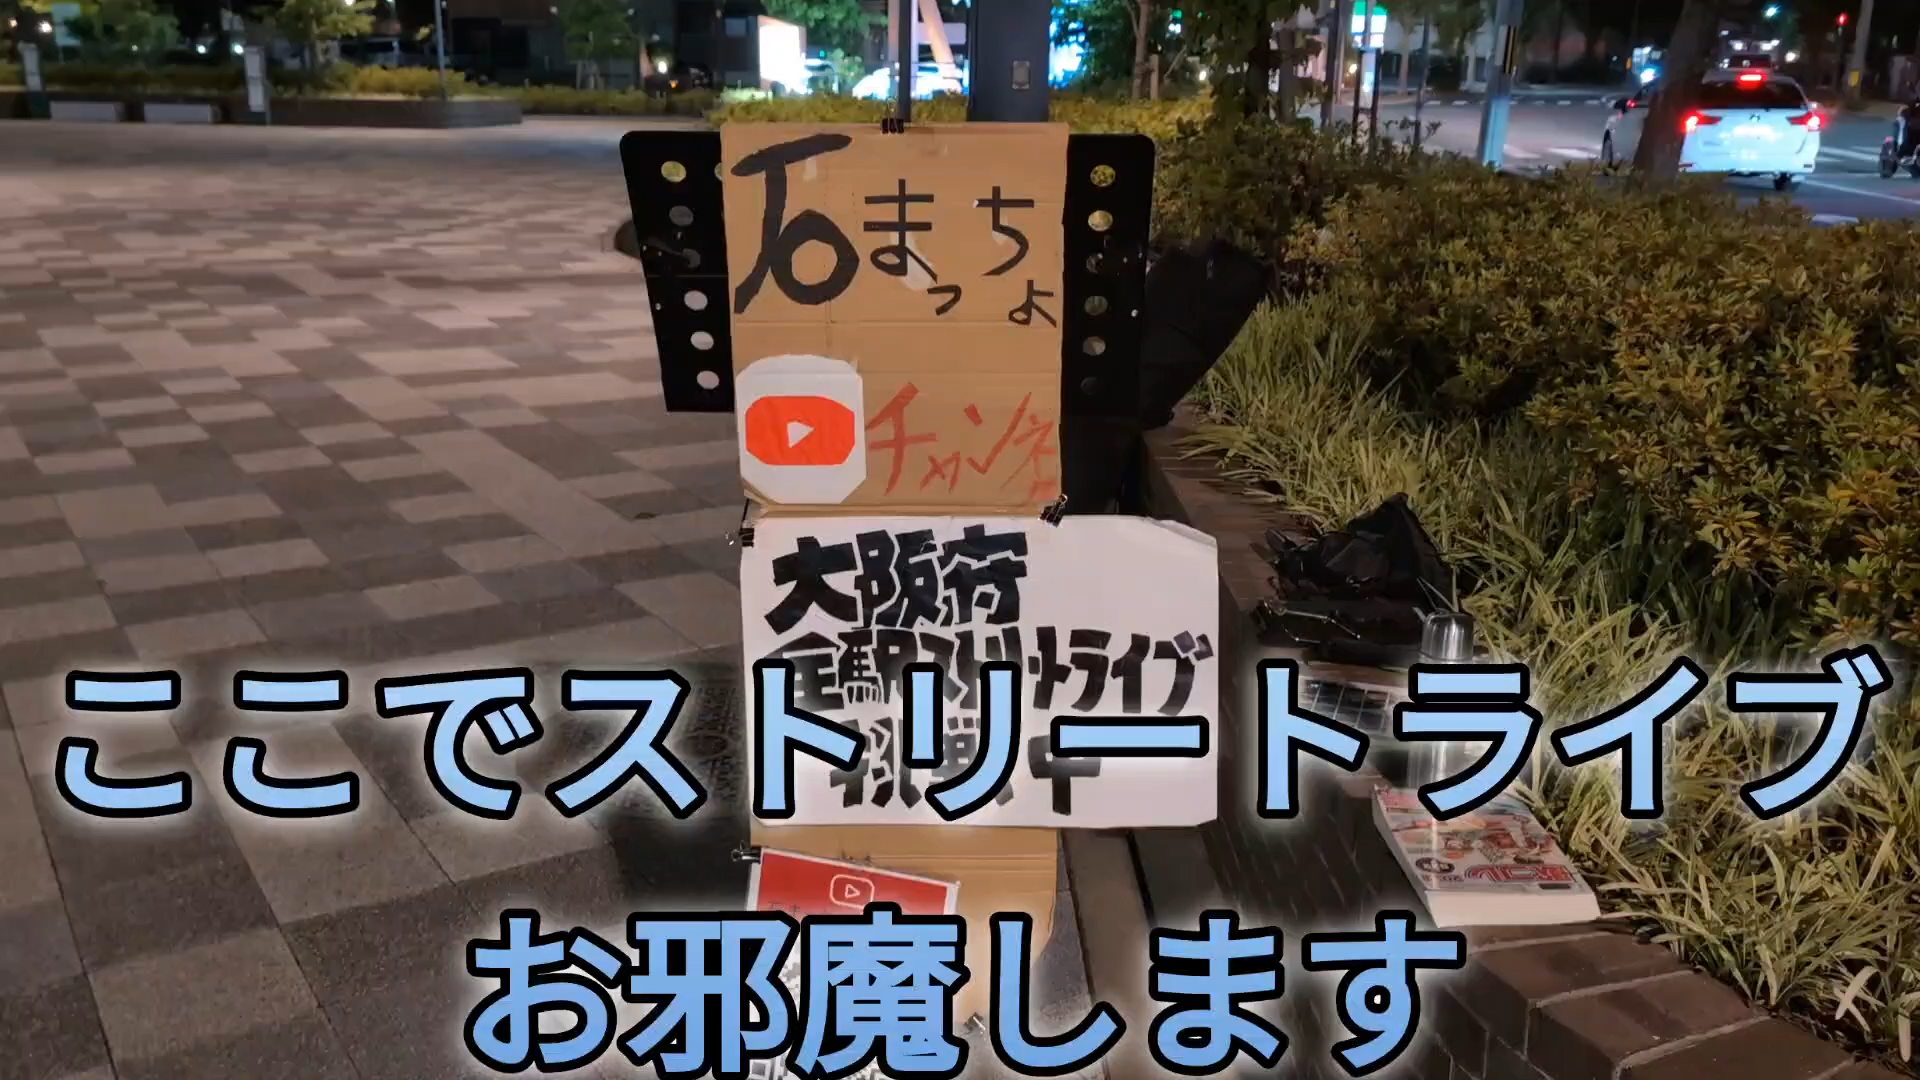 石まっちょ
チャンネル
大阪府
全駅ストリートライブ
挑戦中
ここでストリートライブ
お邪魔します